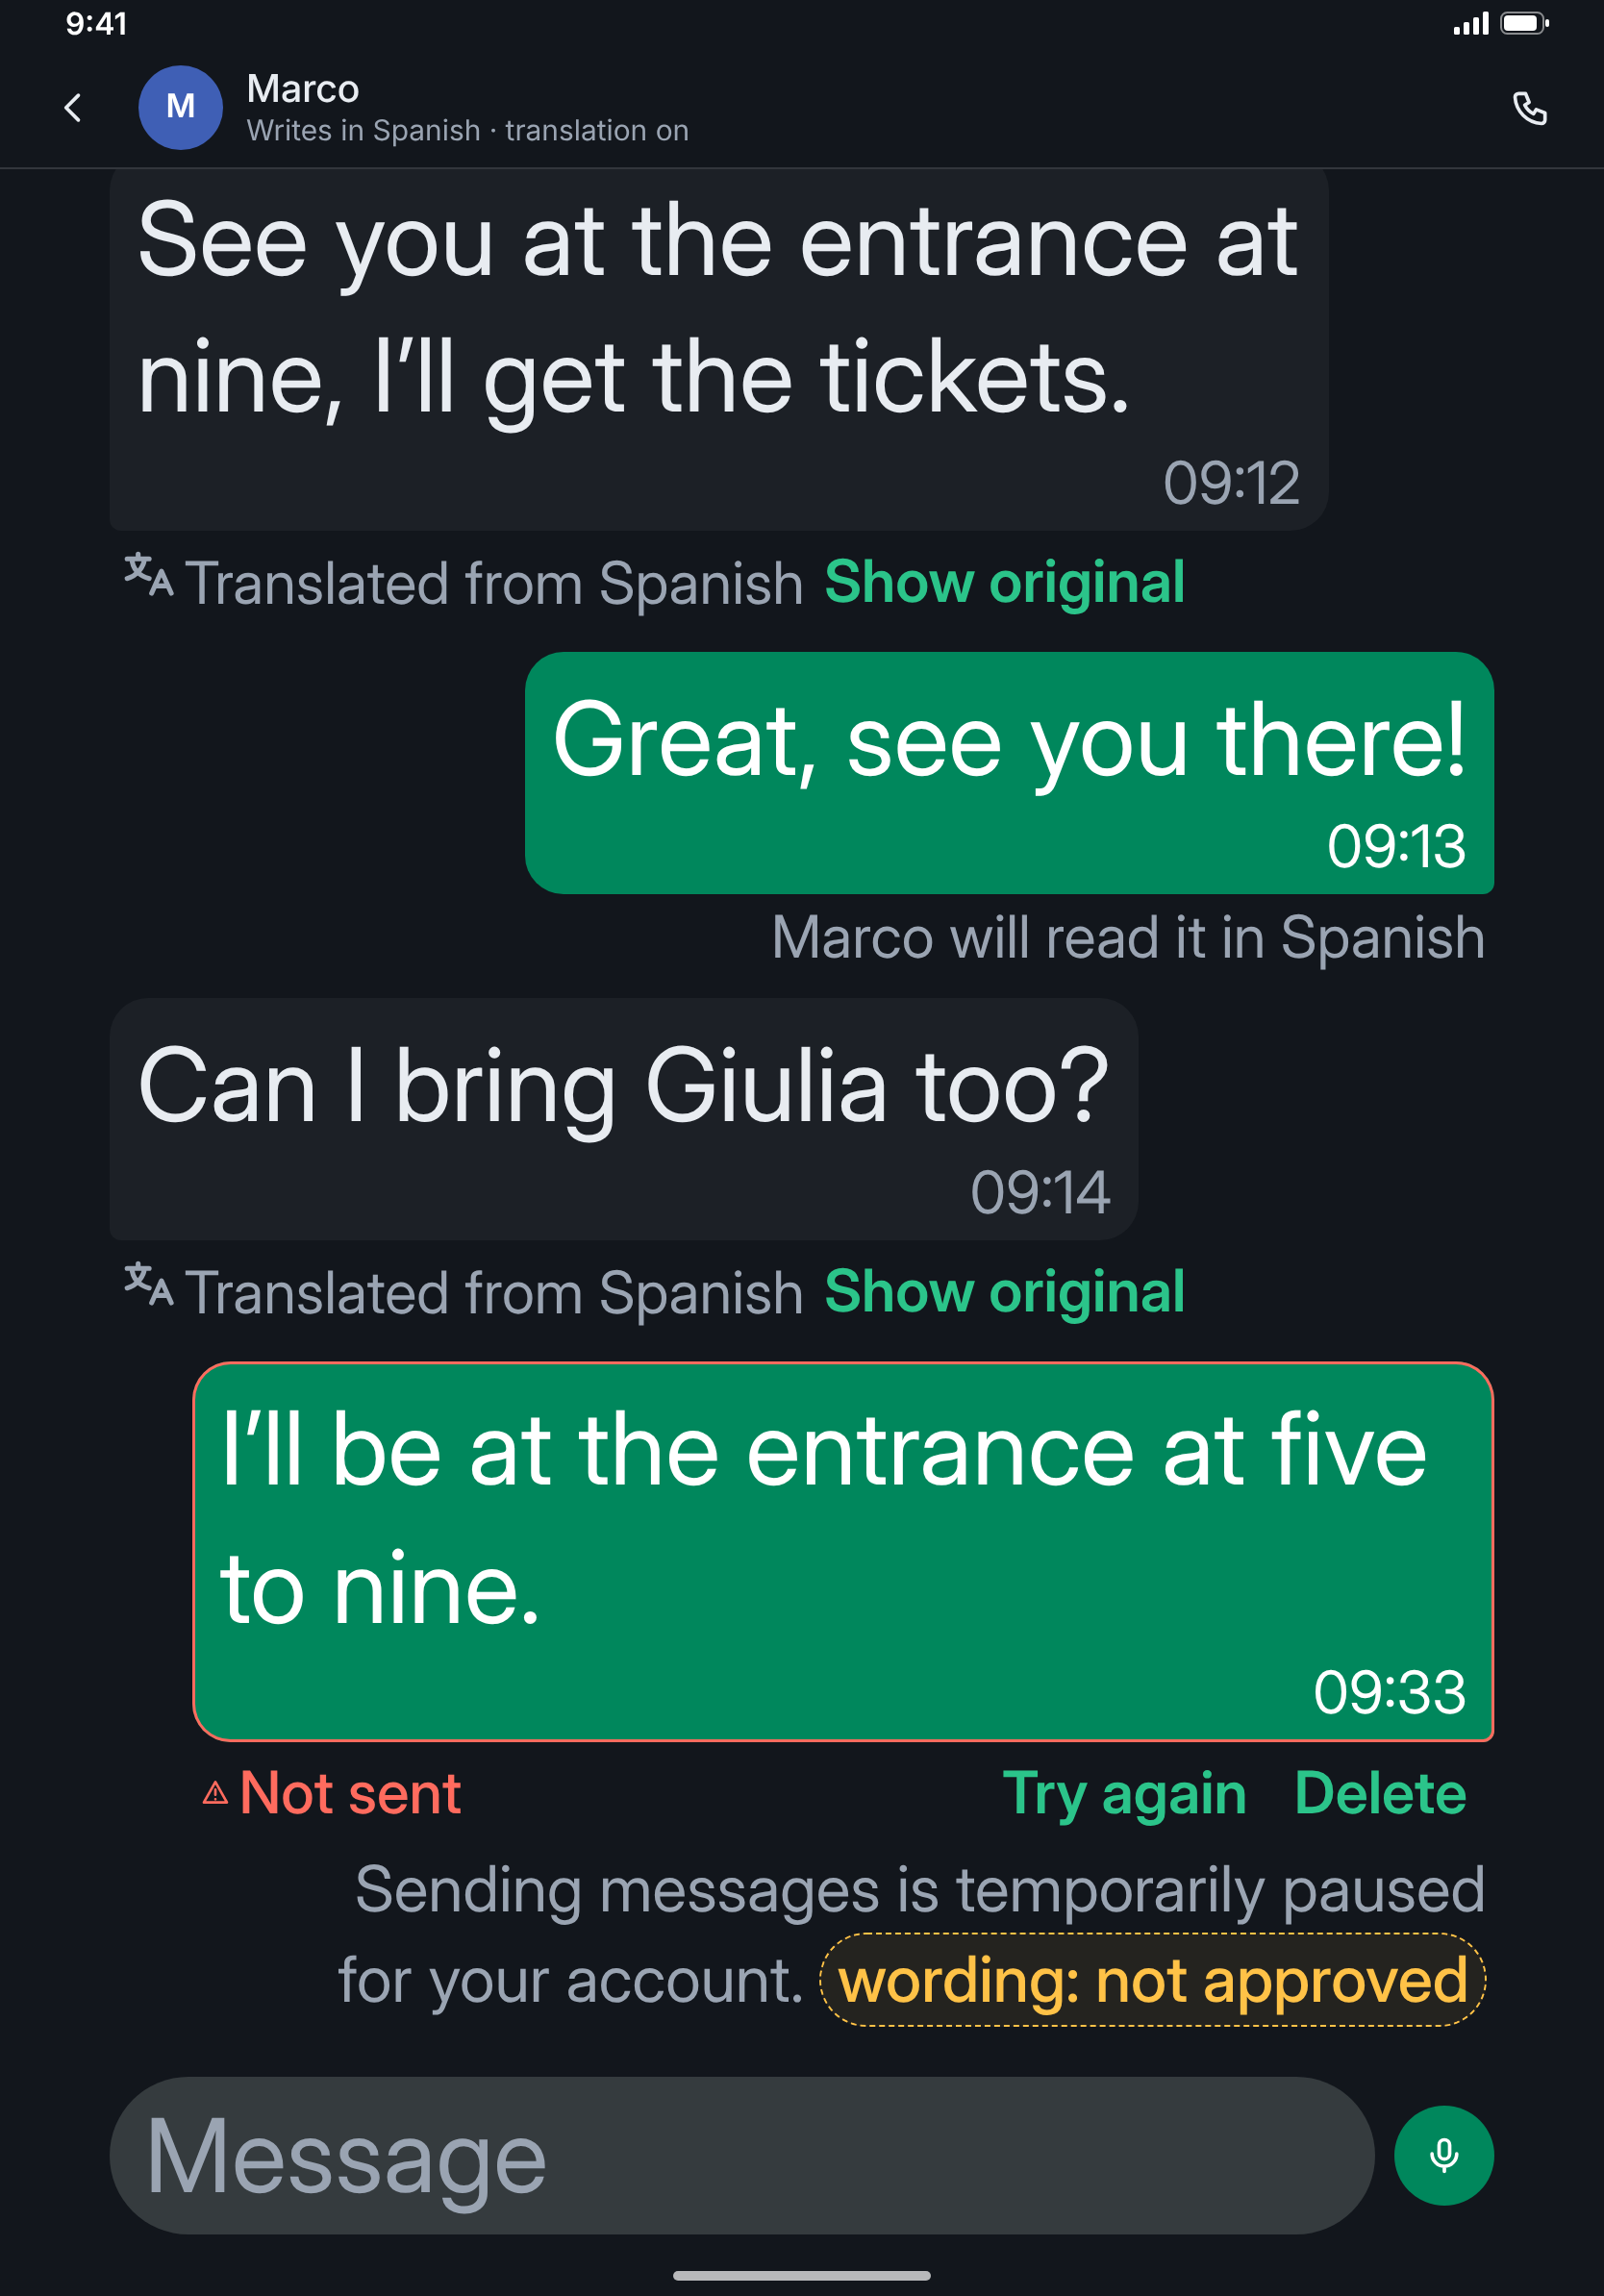 9:41
M
Marco
Writes in Spanish · translation on
See you at the entrance at
nine, I’ll get the tickets.
09:12
Translated from Spanish Show original
Great, see you there!
09:13
Marco will read it in Spanish
Can I bring Giulia too?
09:14
Translated from Spanish Show original
I’ll be at the entrance at five
to nine.
09:33
Not sent Try again Delete
Sending messages is temporarily paused
for your account. wording: not approved
Message